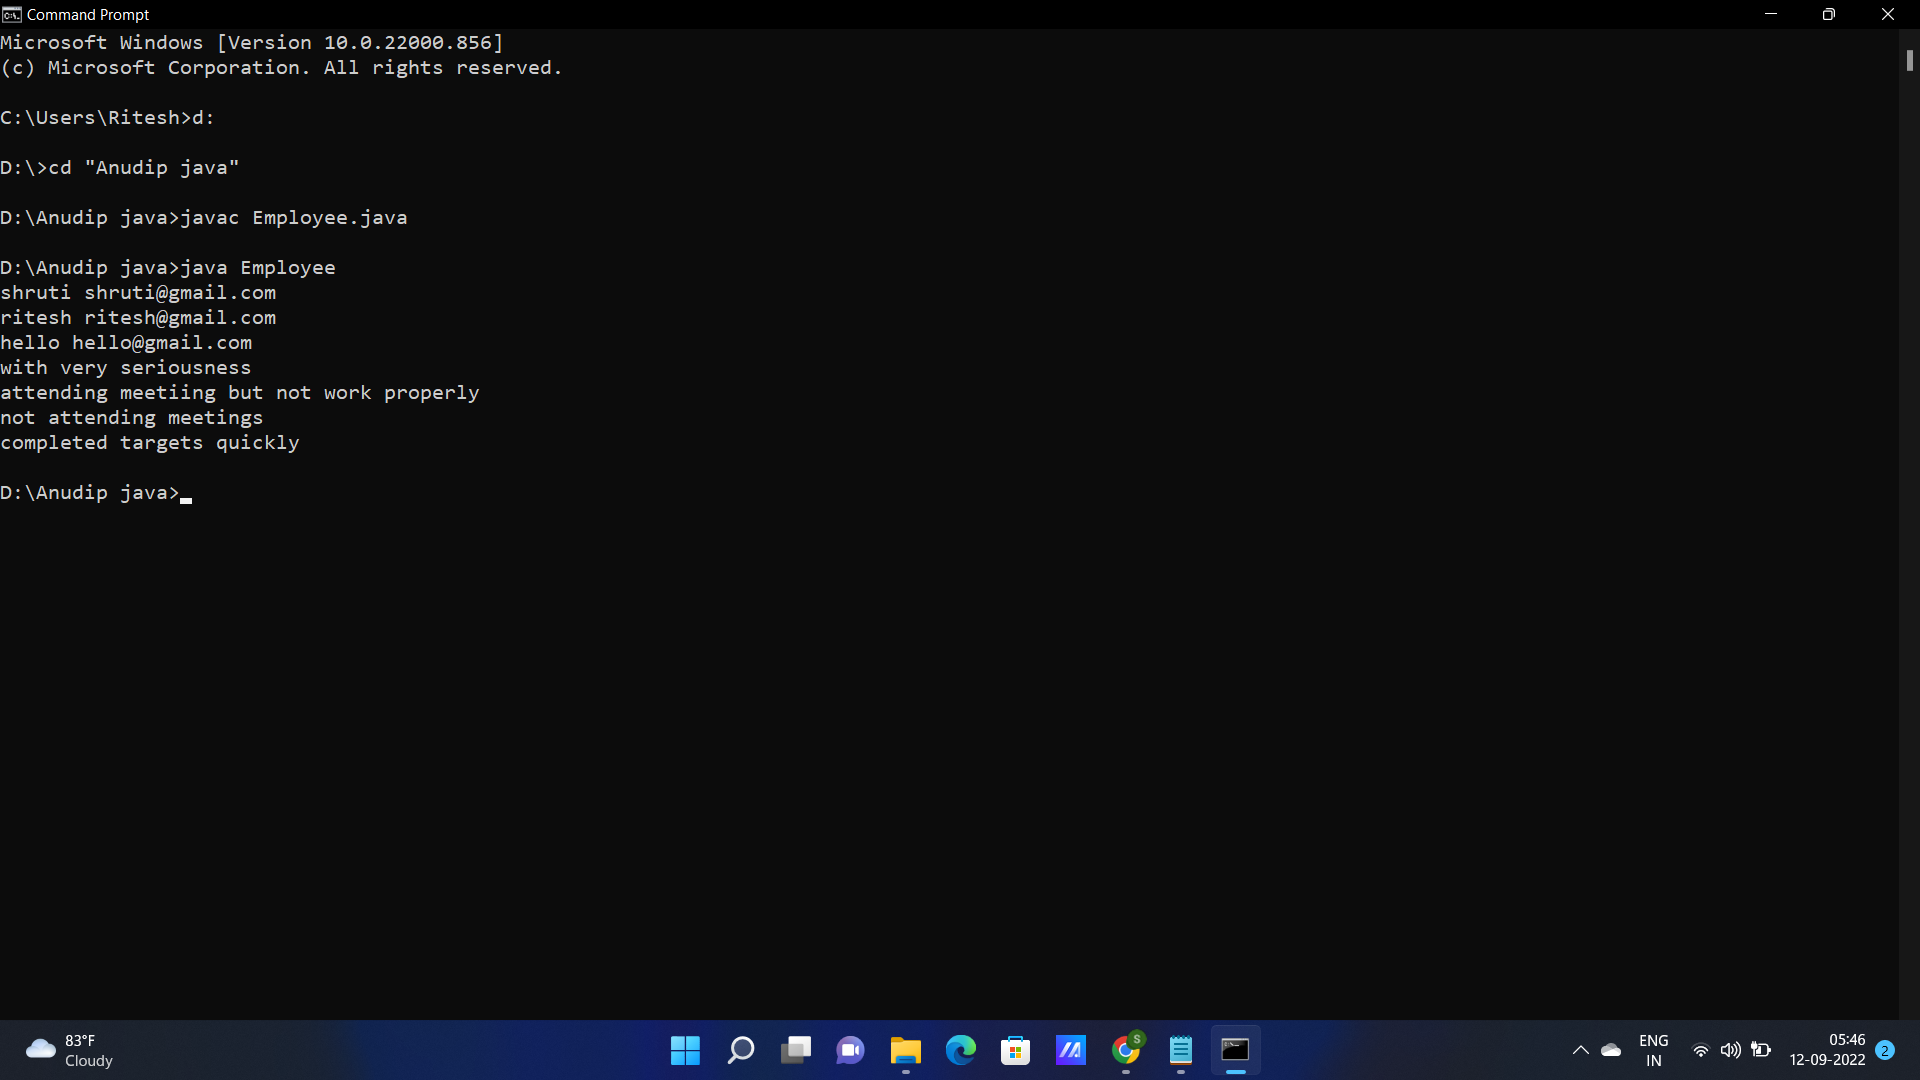 Command Prompt
Microsoft Windows [Version 10.0.22000.856]
(c) Microsoft Corporation. All rights reserved.
C:\Users\Ritesh>d:
D:\>cd "Anudip java"
D:\Anudip java>javac Employee.java
D:\Anudip java>java Employee
shruti shruti@gmail.com
ritesh ritesh@gmail.com
hello hello@gmail.com
with very seriousness
attending meetiing but not work properly
not attending meetings
completed targets quickly
D:\Anudip java>
83°F
Cloudy
S
ENG
IN
05:46
12-09-2022
2